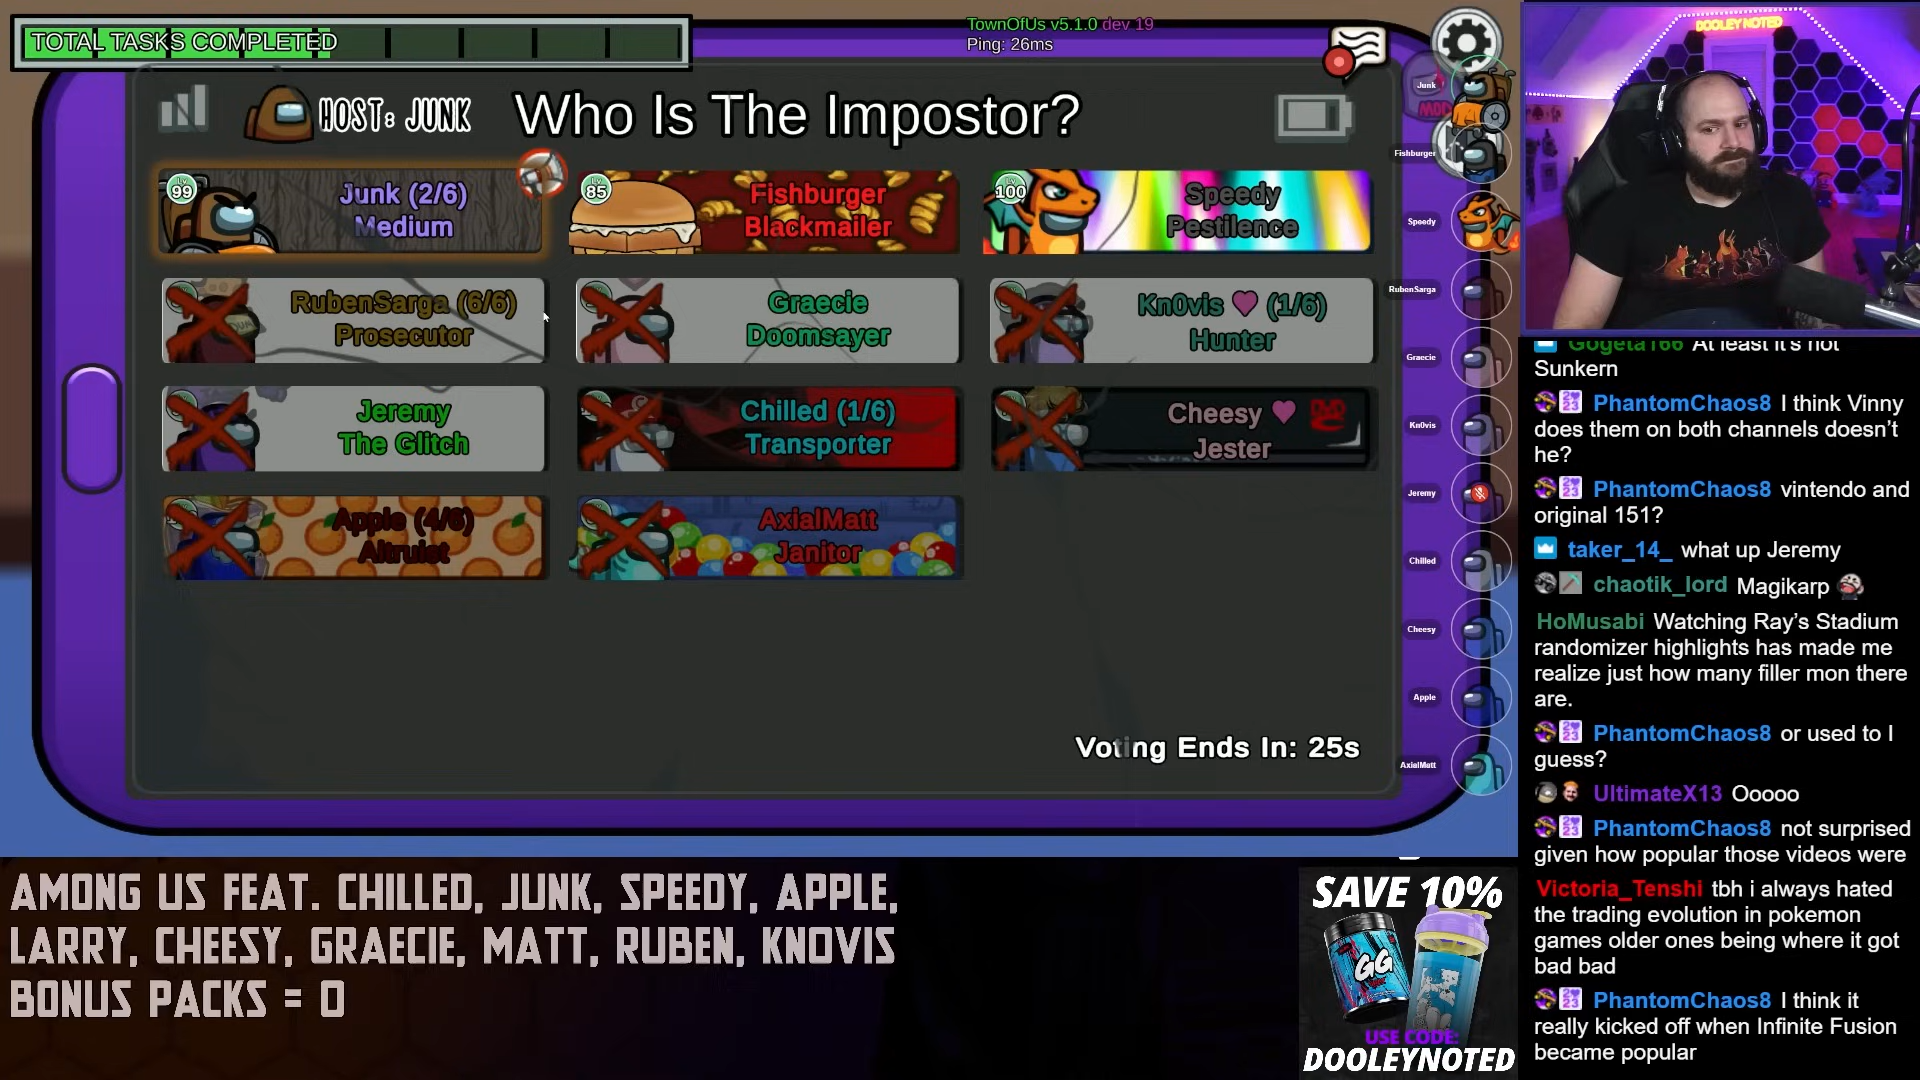 TOTAL TASKS COMPLETED
TownOfUs v5.1.0 dev 19
Ping: 26ms
HOST: JUNK
Who Is The Impostor?
Lv 99
Junk (2/6)
Medium
Lv 85
Fishburger
Blackmailer
Lv 100
Speedy
Pestilence
RubenSarga (6/6)
Prosecutor
Graecie
Doomsayer
Kn0vis ♥ (1/6)
Hunter
Jeremy
The Glitch
Chilled (1/6)
Transporter
Cheesy ♥
Jester
Apple (4/6)
Altruist
AxialMatt
Janitor
Voting Ends In: 25s
Junk
MOD
Fishburger
Speedy
RubenSarga
Graecie
Kn0vis
Jeremy
Chilled
Cheesy
Apple
AxialMatt
DOOLEY NOTED
Gogeta166 At least it's not
Sunkern
PhantomChaos8 I think Vinny
does them on both channels doesn't
he?
PhantomChaos8 vintendo and
original 151?
taker_14_ what up Jeremy
chaotik_lord Magikarp
HoMusabi Watching Ray's Stadium
randomizer highlights has made me
realize just how many filler mon there
are.
PhantomChaos8 or used to I
guess?
UltimateX13 Ooooo
PhantomChaos8 not surprised
given how popular those videos were
Victoria_Tenshi tbh i always hated
the trading evolution in pokemon
games older ones being where it got
bad bad
PhantomChaos8 I think it
really kicked off when Infinite Fusion
became popular
AMONG US FEAT. CHILLED, JUNK, SPEEDY, APPLE,
LARRY, CHEESY, GRAECIE, MATT, RUBEN, KNOVIS
BONUS PACKS = 0
SAVE 10%
GG
USE CODE:
DOOLEYNOTED